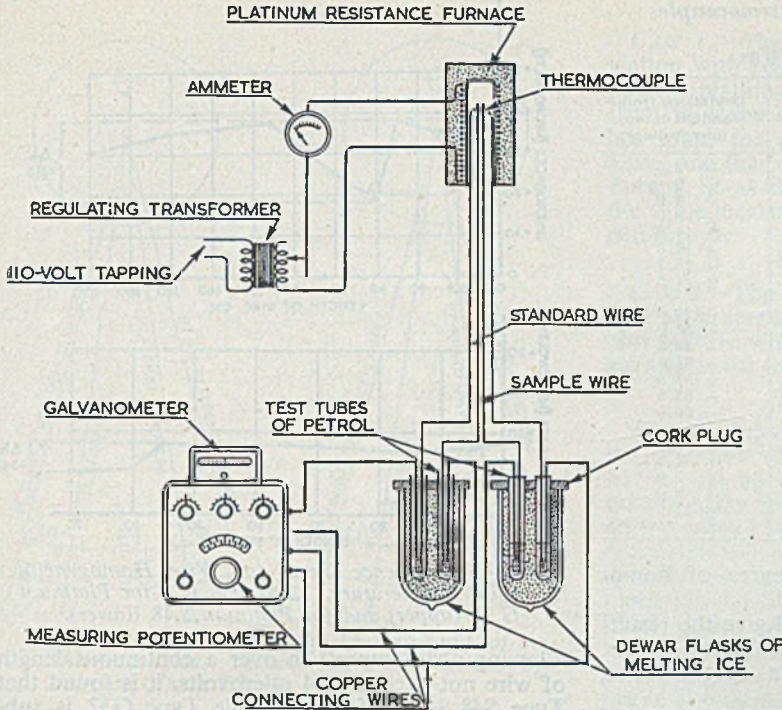 PLATINUM RESISTANCE FURNACE
AMMETER
THERMOCOUPLE
REGULATING TRANSFORMER
110-VOLT TAPPING
STANDARD WIRE
SAMPLE WIRE
GALVANOMETER
TEST TUBES
OF PETROL
CORK PLUG
MEASURING POTENTIOMETER
DEWAR FLASKS OF
MELTING ICE
COPPER
CONNECTING WIRES